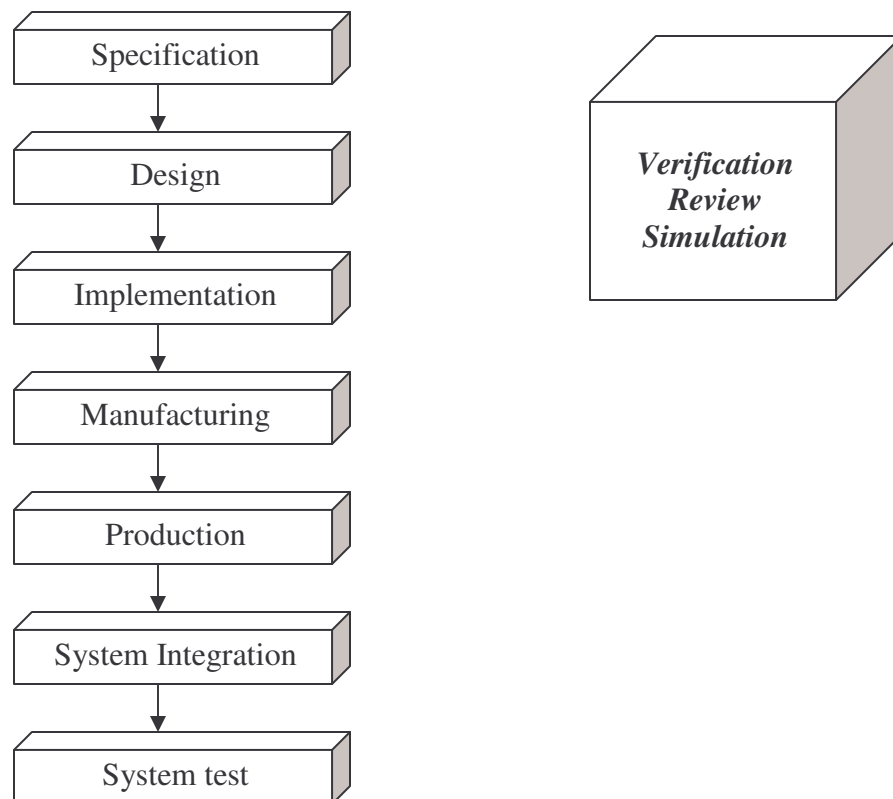 Specification
Design
Implementation
Manufacturing
Production
System Integration
System test
Verification
Review
Simulation